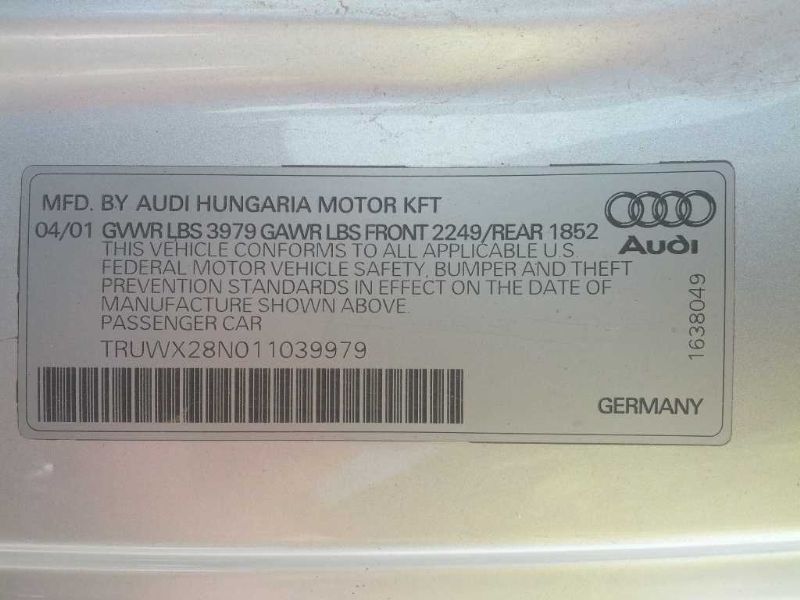 MFD. BY AUDI HUNGARIA MOTOR KFT
04/01 GVWR LBS 3979 GAWR LBS FRONT 2249/REAR 1852
THIS VEHICLE CONFORMS TO ALL APPLICABLE U.S
FEDERAL MOTOR VEHICLE SAFETY, BUMPER AND THEFT
PREVENTION STANDARDS IN EFFECT ON THE DATE OF
MANUFACTURE SHOWN ABOVE.
PASSENGER CAR
TRUWX28N011039979
Audi
1638049
GERMANY